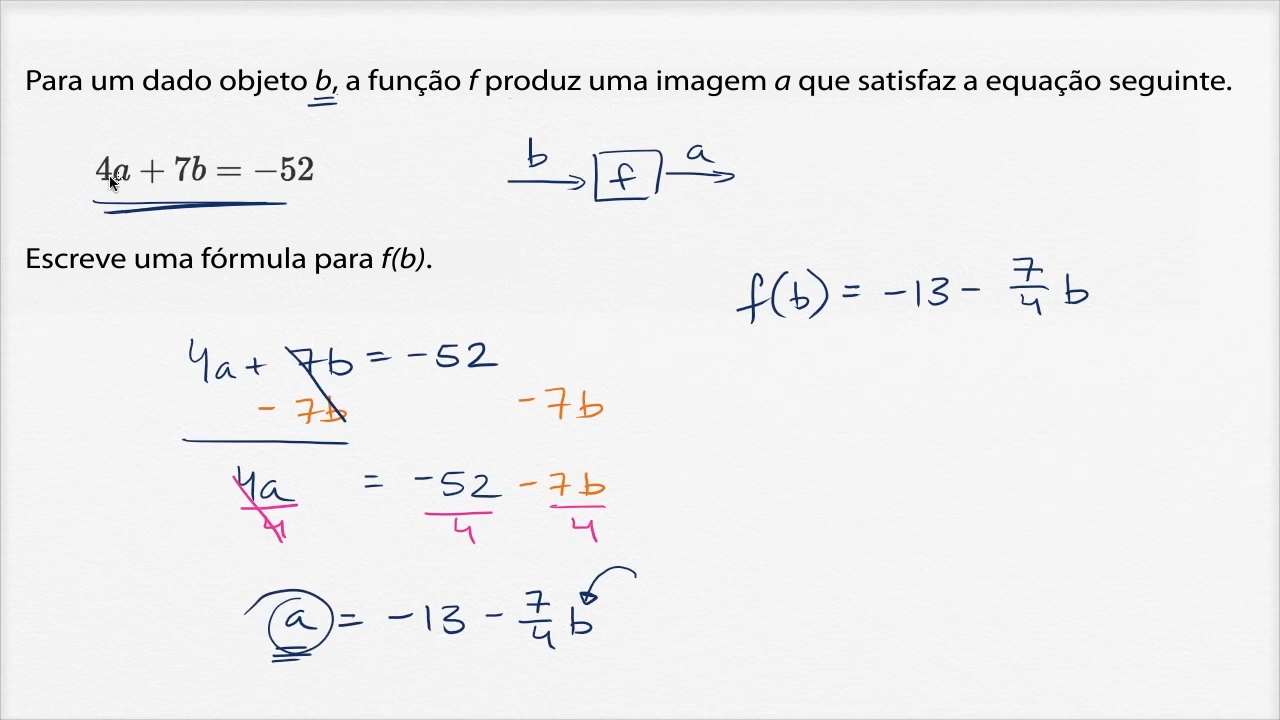 Para um dado objeto b, a função f produz uma imagem a que satisfaz a equação seguinte.
4a + 7b = −52
b f a
Escreve uma fórmula para f(b).
f(b) = −13 − 7/4 b
4a + 7b = −52
− 7b − 7b
4a/4 = −52/4 − 7b/4
a = −13 − 7/4 b